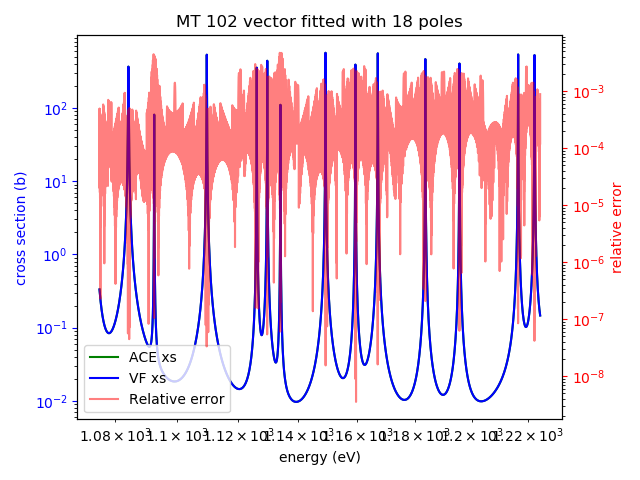 MT 102 vector fitted with 18 poles
cross section (b)
10²
10¹
10⁰
10⁻¹
10⁻²
10⁻³
10⁻⁴
10⁻⁵
10⁻⁶
10⁻⁷
10⁻⁸
relative error
ACE xs
VF xs
Relative error
1.08 × 10³ 1.1 × 10³ 1.12 × 10³ 1.14 × 10³ 1.16 × 10³ 1.18 × 10³ 1.2 × 10³ 1.22 × 10³
energy (eV)